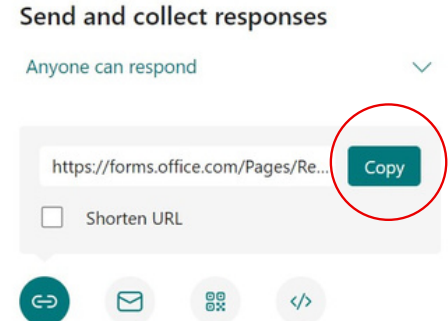 Send and collect responses
Anyone can respond
https://forms.office.com/Pages/Re...
Copy
Shorten URL